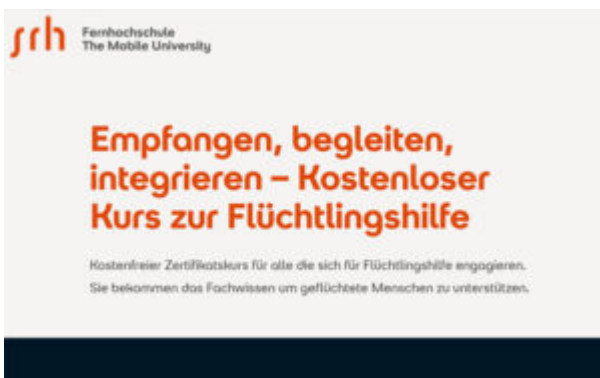 srh
Fernhochschule
The Mobile University
Empfangen, begleiten,
integrieren – Kostenloser
Kurs zur Flüchtlingshilfe
Kostenfreier Zertifikatskurs für alle die sich für Flüchtlingshilfe engagieren.
Sie bekommen das Fachwissen um geflüchtete Menschen zu unterstützen.